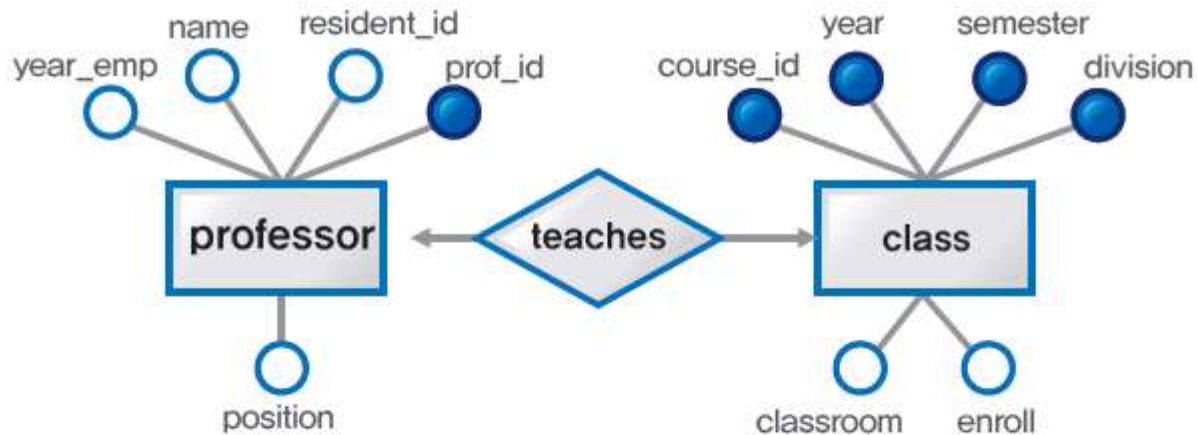 year_emp
name
resident_id
prof_id
course_id
year
semester
division
professor
teaches
class
position
classroom
enroll